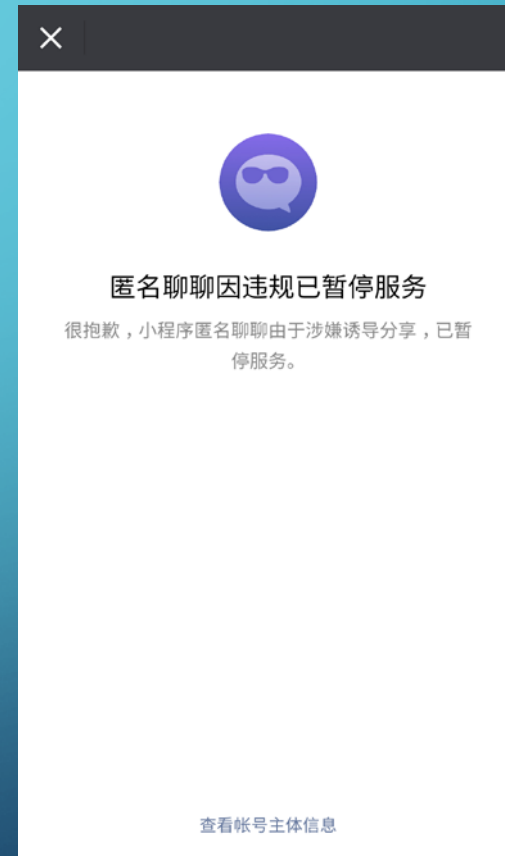 匿名聊聊因违规已暂停服务
很抱歉，小程序匿名聊聊由于涉嫌诱导分享，已暂
停服务。
查看帐号主体信息